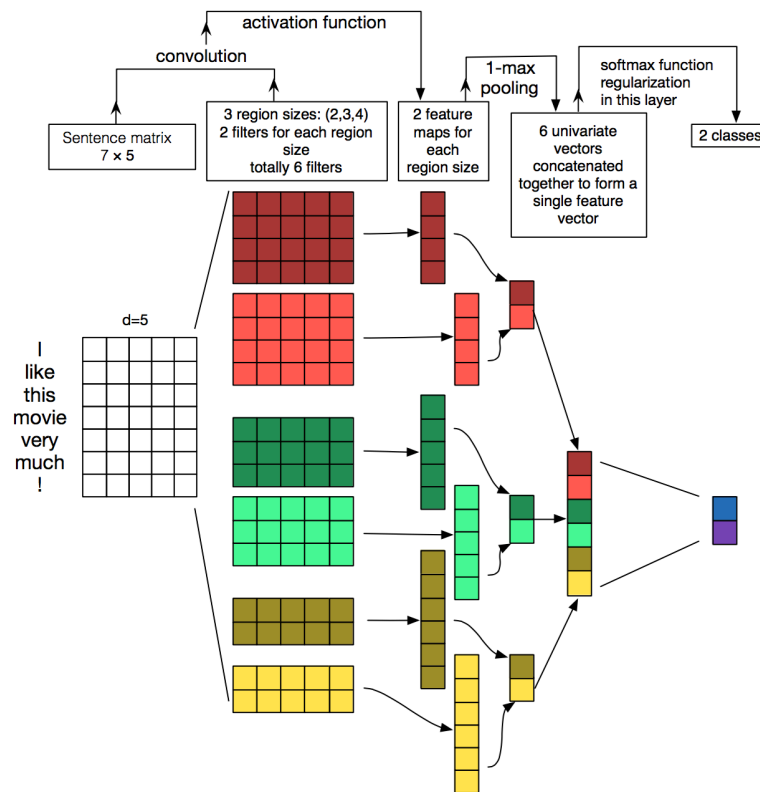 activation function
convolution
1-max
pooling
softmax function
regularization
in this layer
Sentence matrix
7 × 5
3 region sizes: (2,3,4)
2 filters for each region
size
totally 6 filters
2 feature
maps for
each
region size
6 univariate
vectors
concatenated
together to form a
single feature
vector
2 classes
d=5
I
like
this
movie
very
much
!